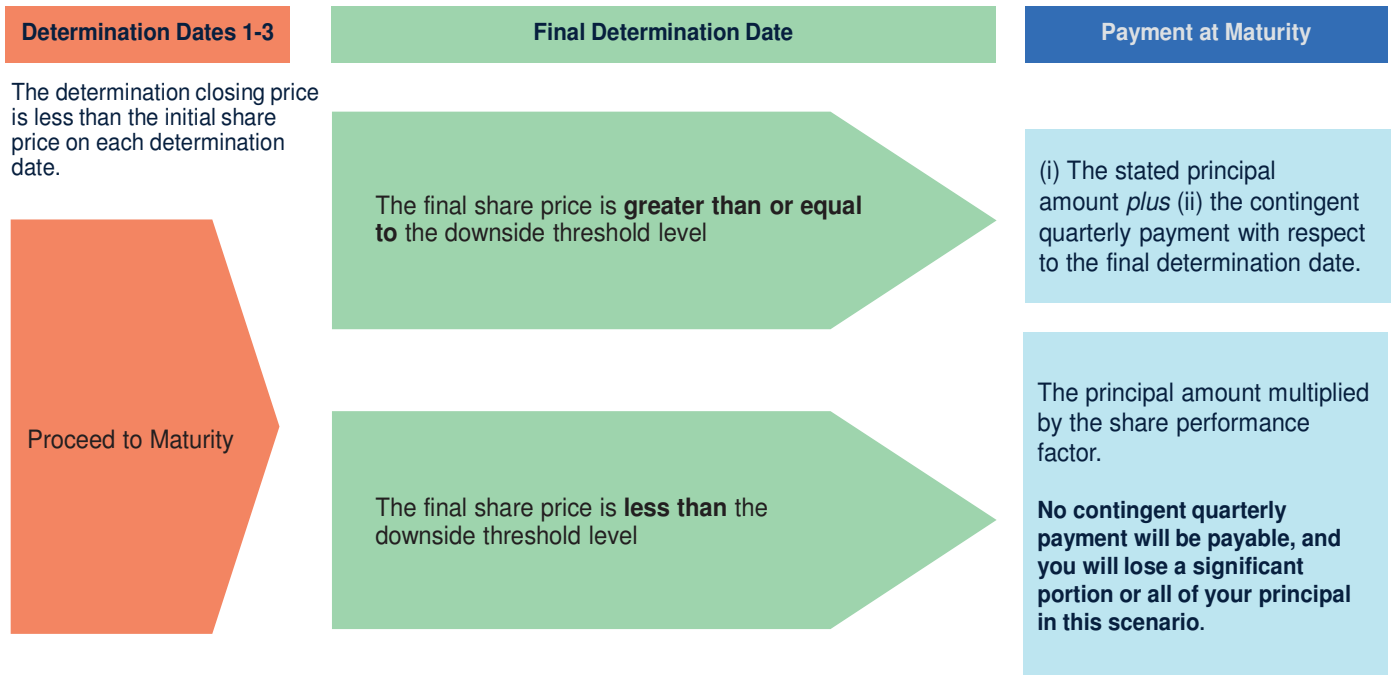 Determination Dates 1-3
Final Determination Date
Payment at Maturity
The determination closing price
is less than the initial share
price on each determination
date.
Proceed to Maturity
The final share price is greater than or equal
to the downside threshold level
(i) The stated principal
amount plus (ii) the contingent
quarterly payment with respect
to the final determination date.
The final share price is less than the
downside threshold level
The principal amount multiplied
by the share performance
factor.
No contingent quarterly
payment will be payable, and
you will lose a significant
portion or all of your principal
in this scenario.